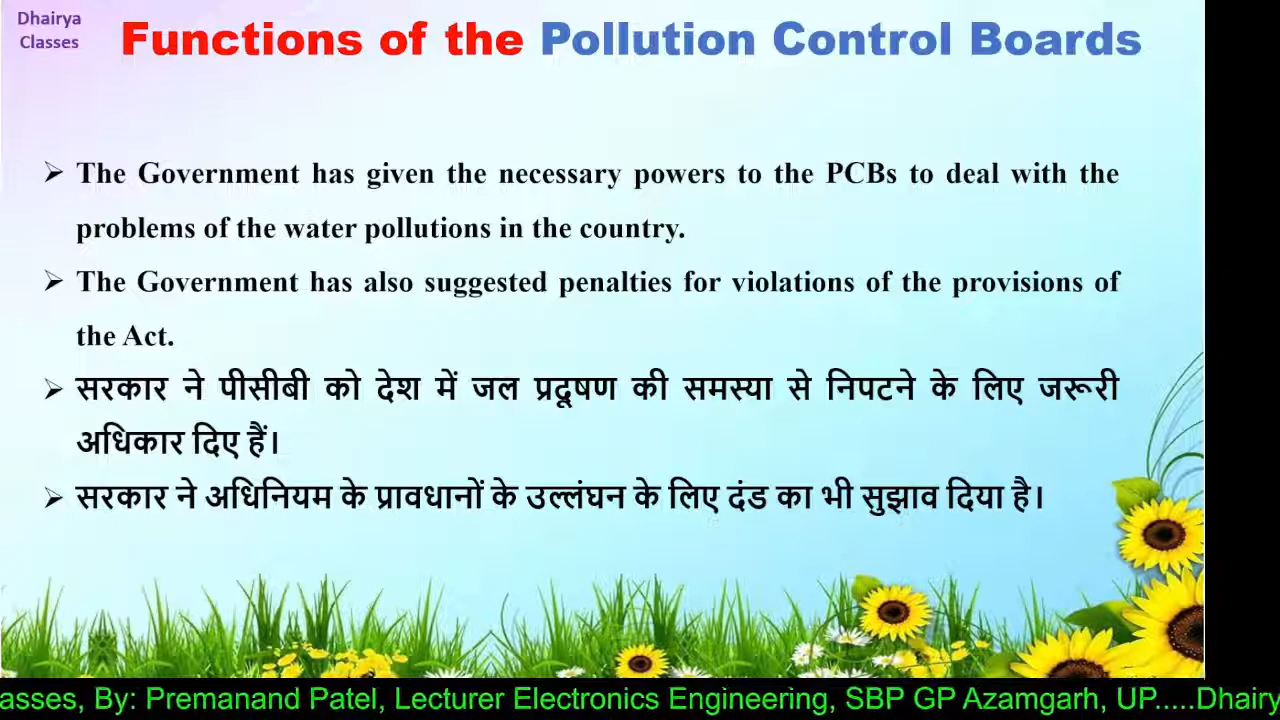 Dhairya
Classes
Functions of the Pollution Control Boards
➢ The Government has given the necessary powers to the PCBs to deal with the
problems of the water pollutions in the country.
➢ The Government has also suggested penalties for violations of the provisions of
the Act.
➢ सरकार ने पीसीबी को देश में जल प्रदूषण की समस्या से निपटने के लिए जरूरी
अधिकार दिए हैं।
➢ सरकार ने अधिनियम के प्रावधानों के उल्लंघन के लिए दंड का भी सुझाव दिया है।
asses, By: Premanand Patel, Lecturer Electronics Engineering, SBP GP Azamgarh, UP.....Dhairy